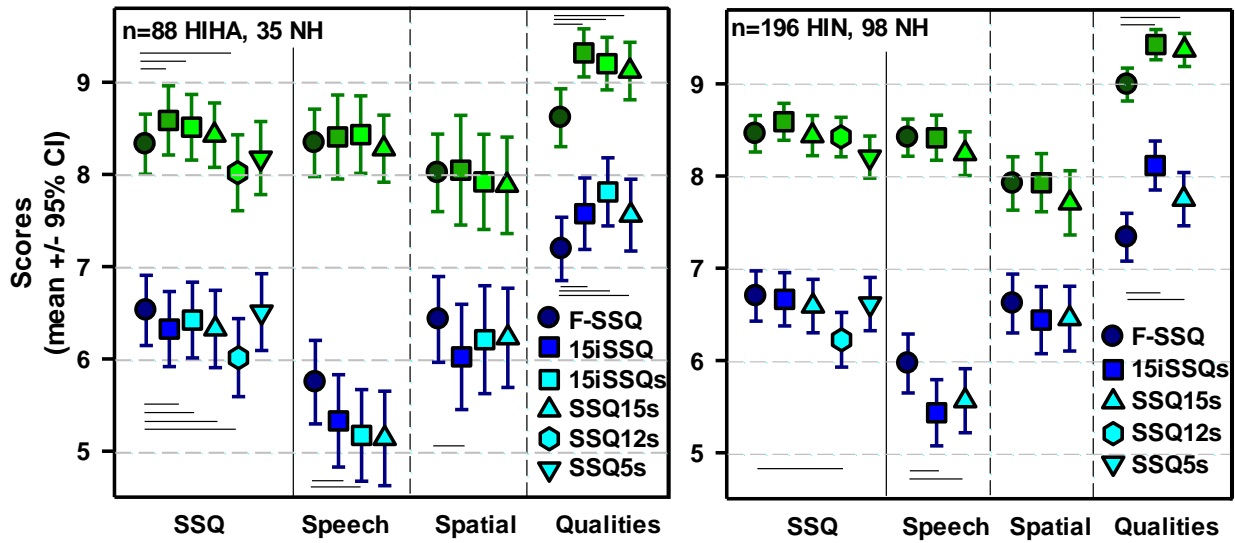 Scores
(mean +/- 95% CI)
n=88 HIHA, 35 NH
9
8
7
6
5
F-SSQ
15iSSQ
15iSSQs
SSQ15s
SSQ12s
SSQ5s
SSQ
Speech
Spatial
Qualities
n=196 HIN, 98 NH
9
8
7
6
5
F-SSQ
15iSSQs
SSQ15s
SSQ12s
SSQ5s
SSQ
Speech
Spatial
Qualities